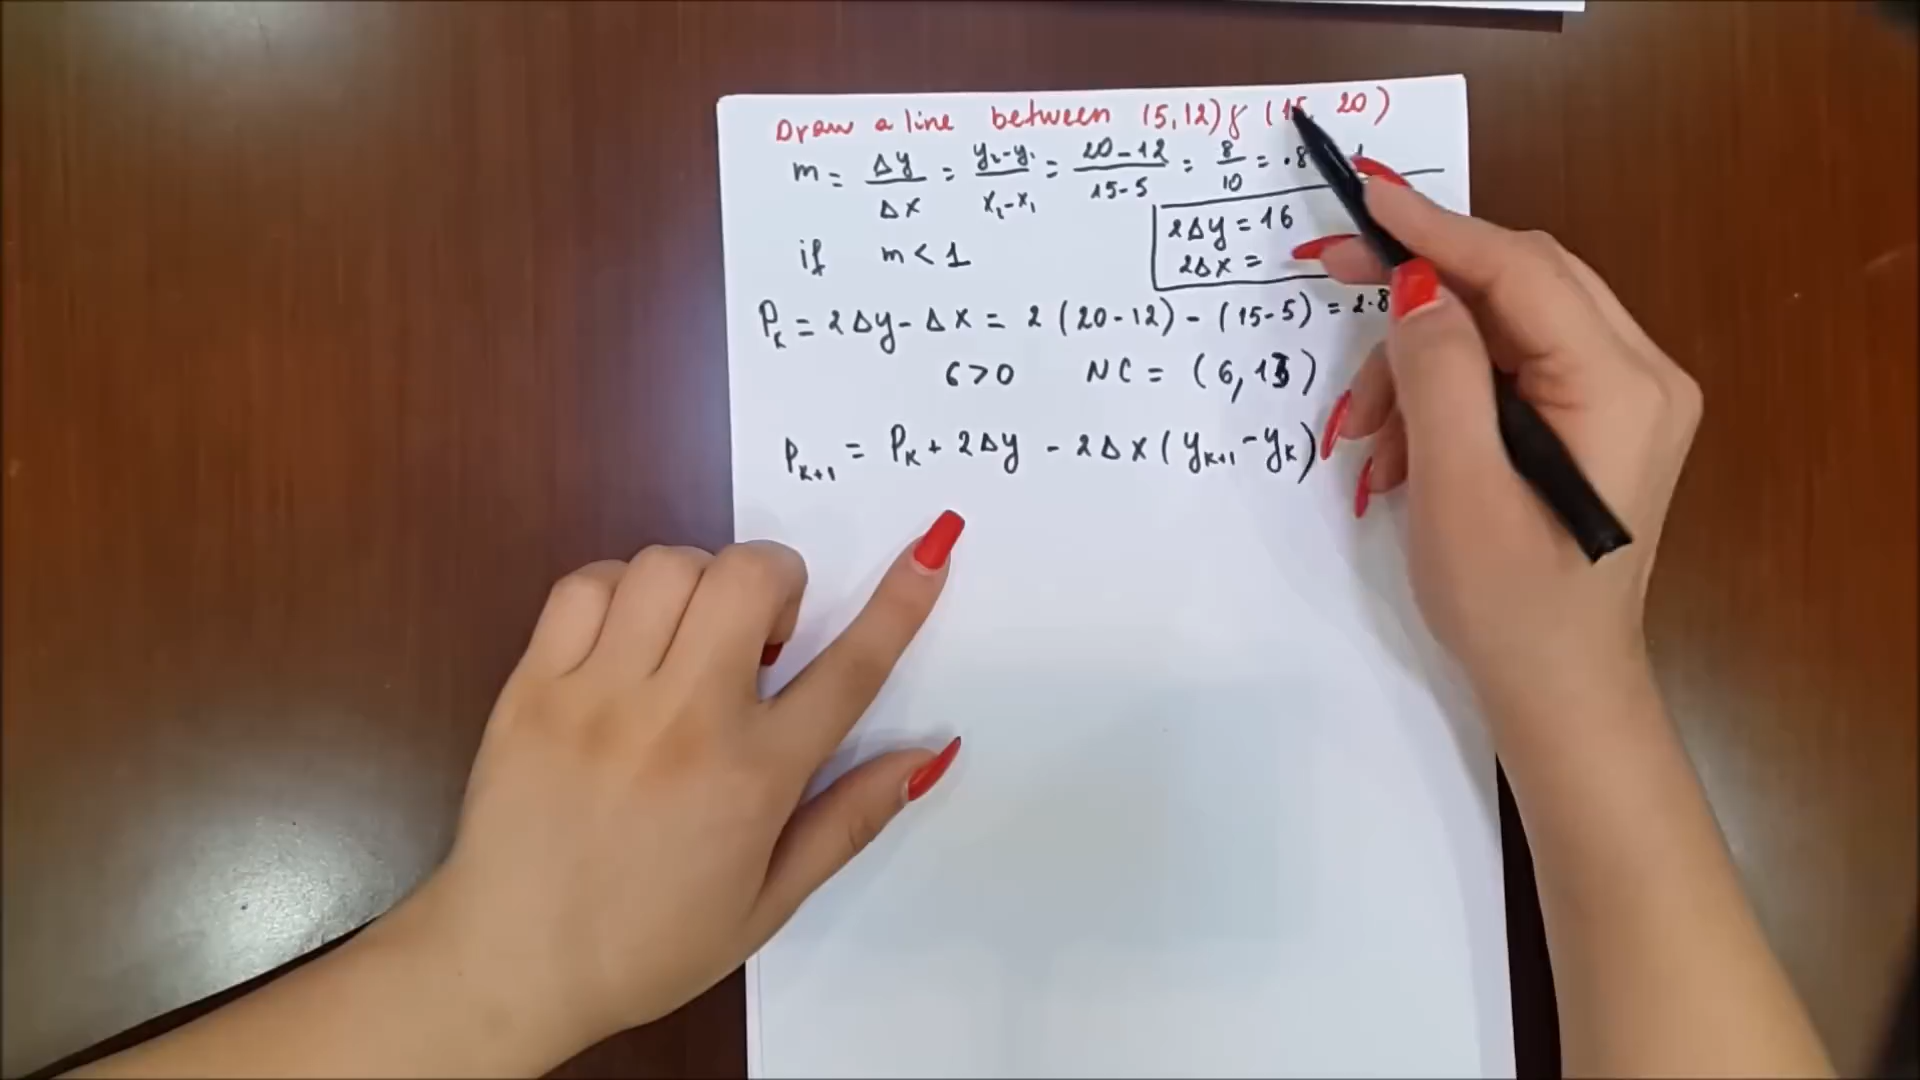 Draw a line between (5,12) & (15, 20)
m = Δy/Δx = y₂-y₁/x₂-x₁ = 20-12/15-5 = 8/10 = .8
if m < 1
2Δy = 16
2Δx =
Pₖ = 2Δy - Δx = 2 (20-12) - (15-5) = 2.8
6>0 NC = (6,13)
Pₖ₊₁ = Pₖ + 2Δy - 2Δx (yₖ₊₁ - yₖ)